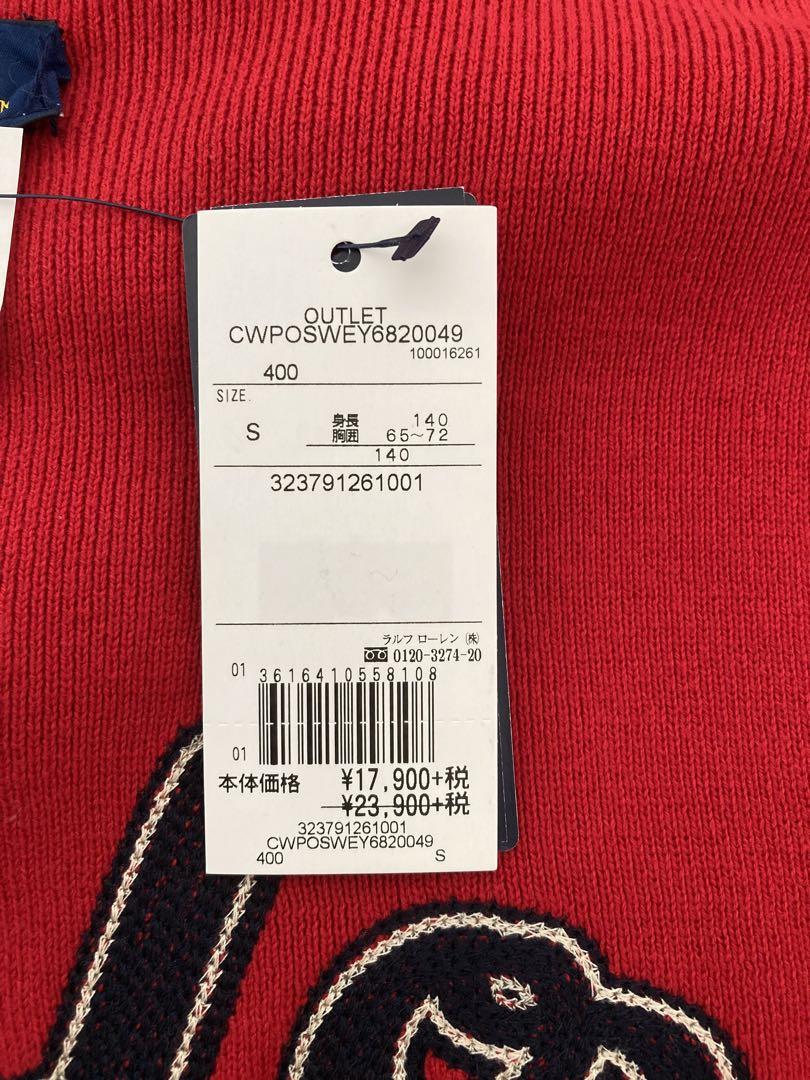 OUTLET
CWPOSWEY6820049
100016261
400
SIZE.
S 身長 140
胸囲 65~72
140
323791261001
ラルフ ローレン ㈱
0120-3274-20
01 3616410558108
01
本体価格 ¥17,900+税
¥23,900+税
323791261001
CWPOSWEY6820049
400 S